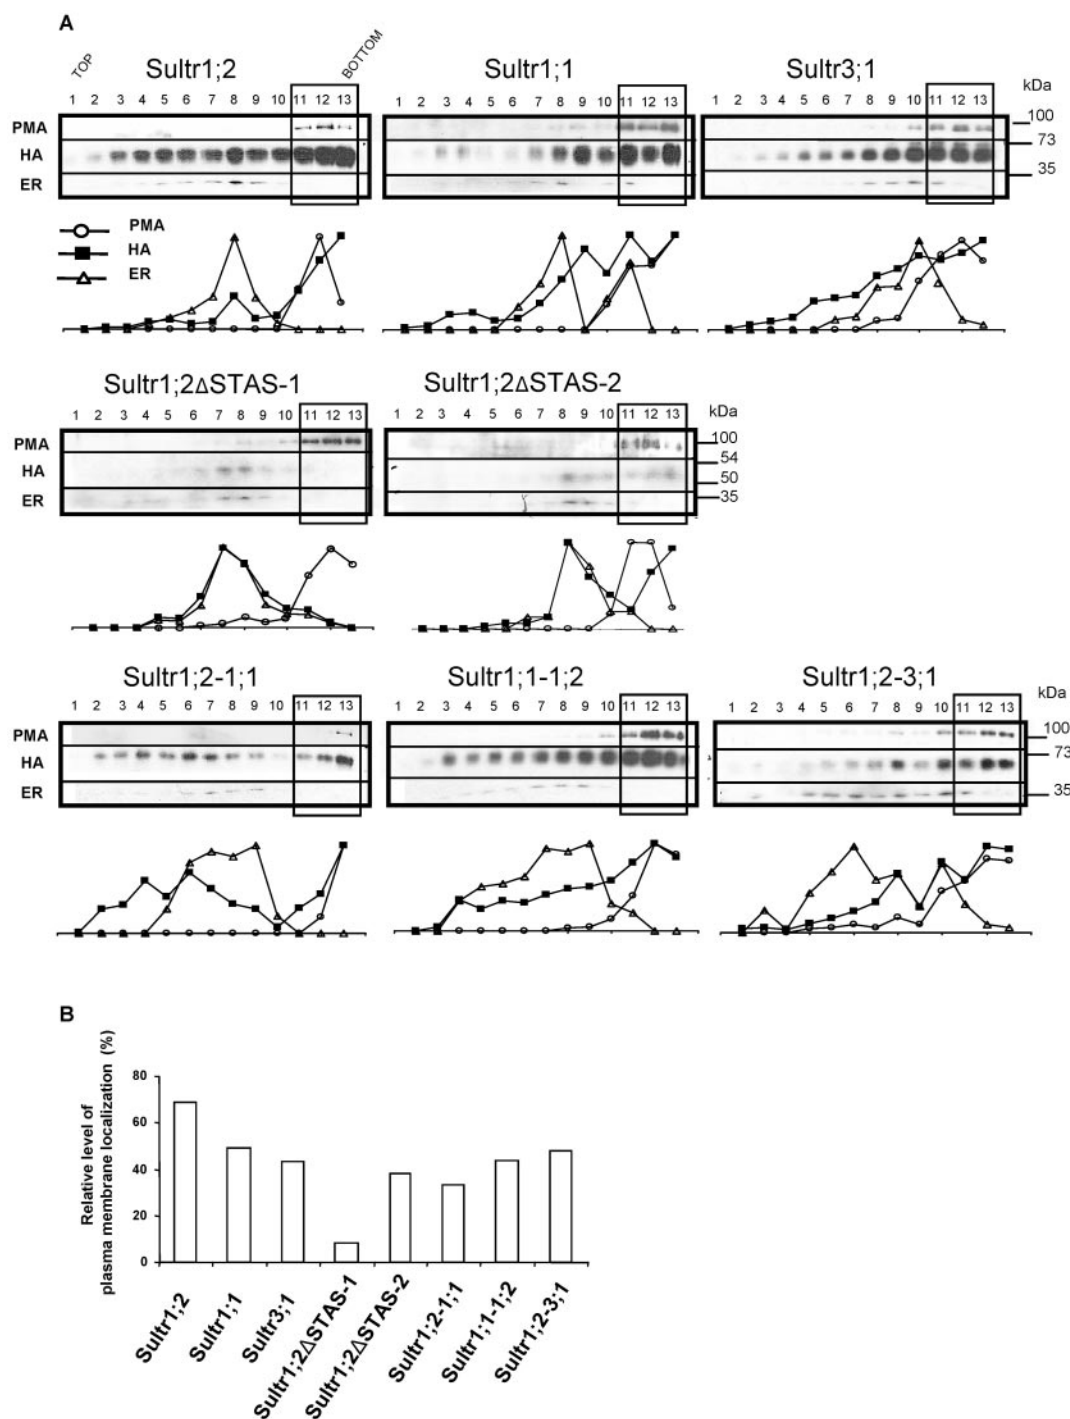 A
TOP
BOTTOM
Sultr1;2
Sultr1;1
Sultr3;1
kDa
1 2 3 4 5 6 7 8 9 10 11 12 13
1 2 3 4 5 6 7 8 9 10 11 12 13
1 2 3 4 5 6 7 8 9 10 11 12 13
PMA
HA
ER
100
73
35
PMA
HA
ER
Sultr1;2ΔSTAS-1
Sultr1;2ΔSTAS-2
kDa
1 2 3 4 5 6 7 8 9 10 11 12 13
1 2 3 4 5 6 7 8 9 10 11 12 13
PMA
HA
ER
100
54
50
35
Sultr1;2-1;1
Sultr1;1-1;2
Sultr1;2-3;1
kDa
1 2 3 4 5 6 7 8 9 10 11 12 13
1 2 3 4 5 6 7 8 9 10 11 12 13
1 2 3 4 5 6 7 8 9 10 11 12 13
PMA
HA
ER
100
73
35
B
Relative level of
plasma membrane localization (%)
80
60
40
20
0
Sultr1;2
Sultr1;1
Sultr3;1
Sultr1;2ΔSTAS-1
Sultr1;2ΔSTAS-2
Sultr1;2-1;1
Sultr1;1-1;2
Sultr1;2-3;1